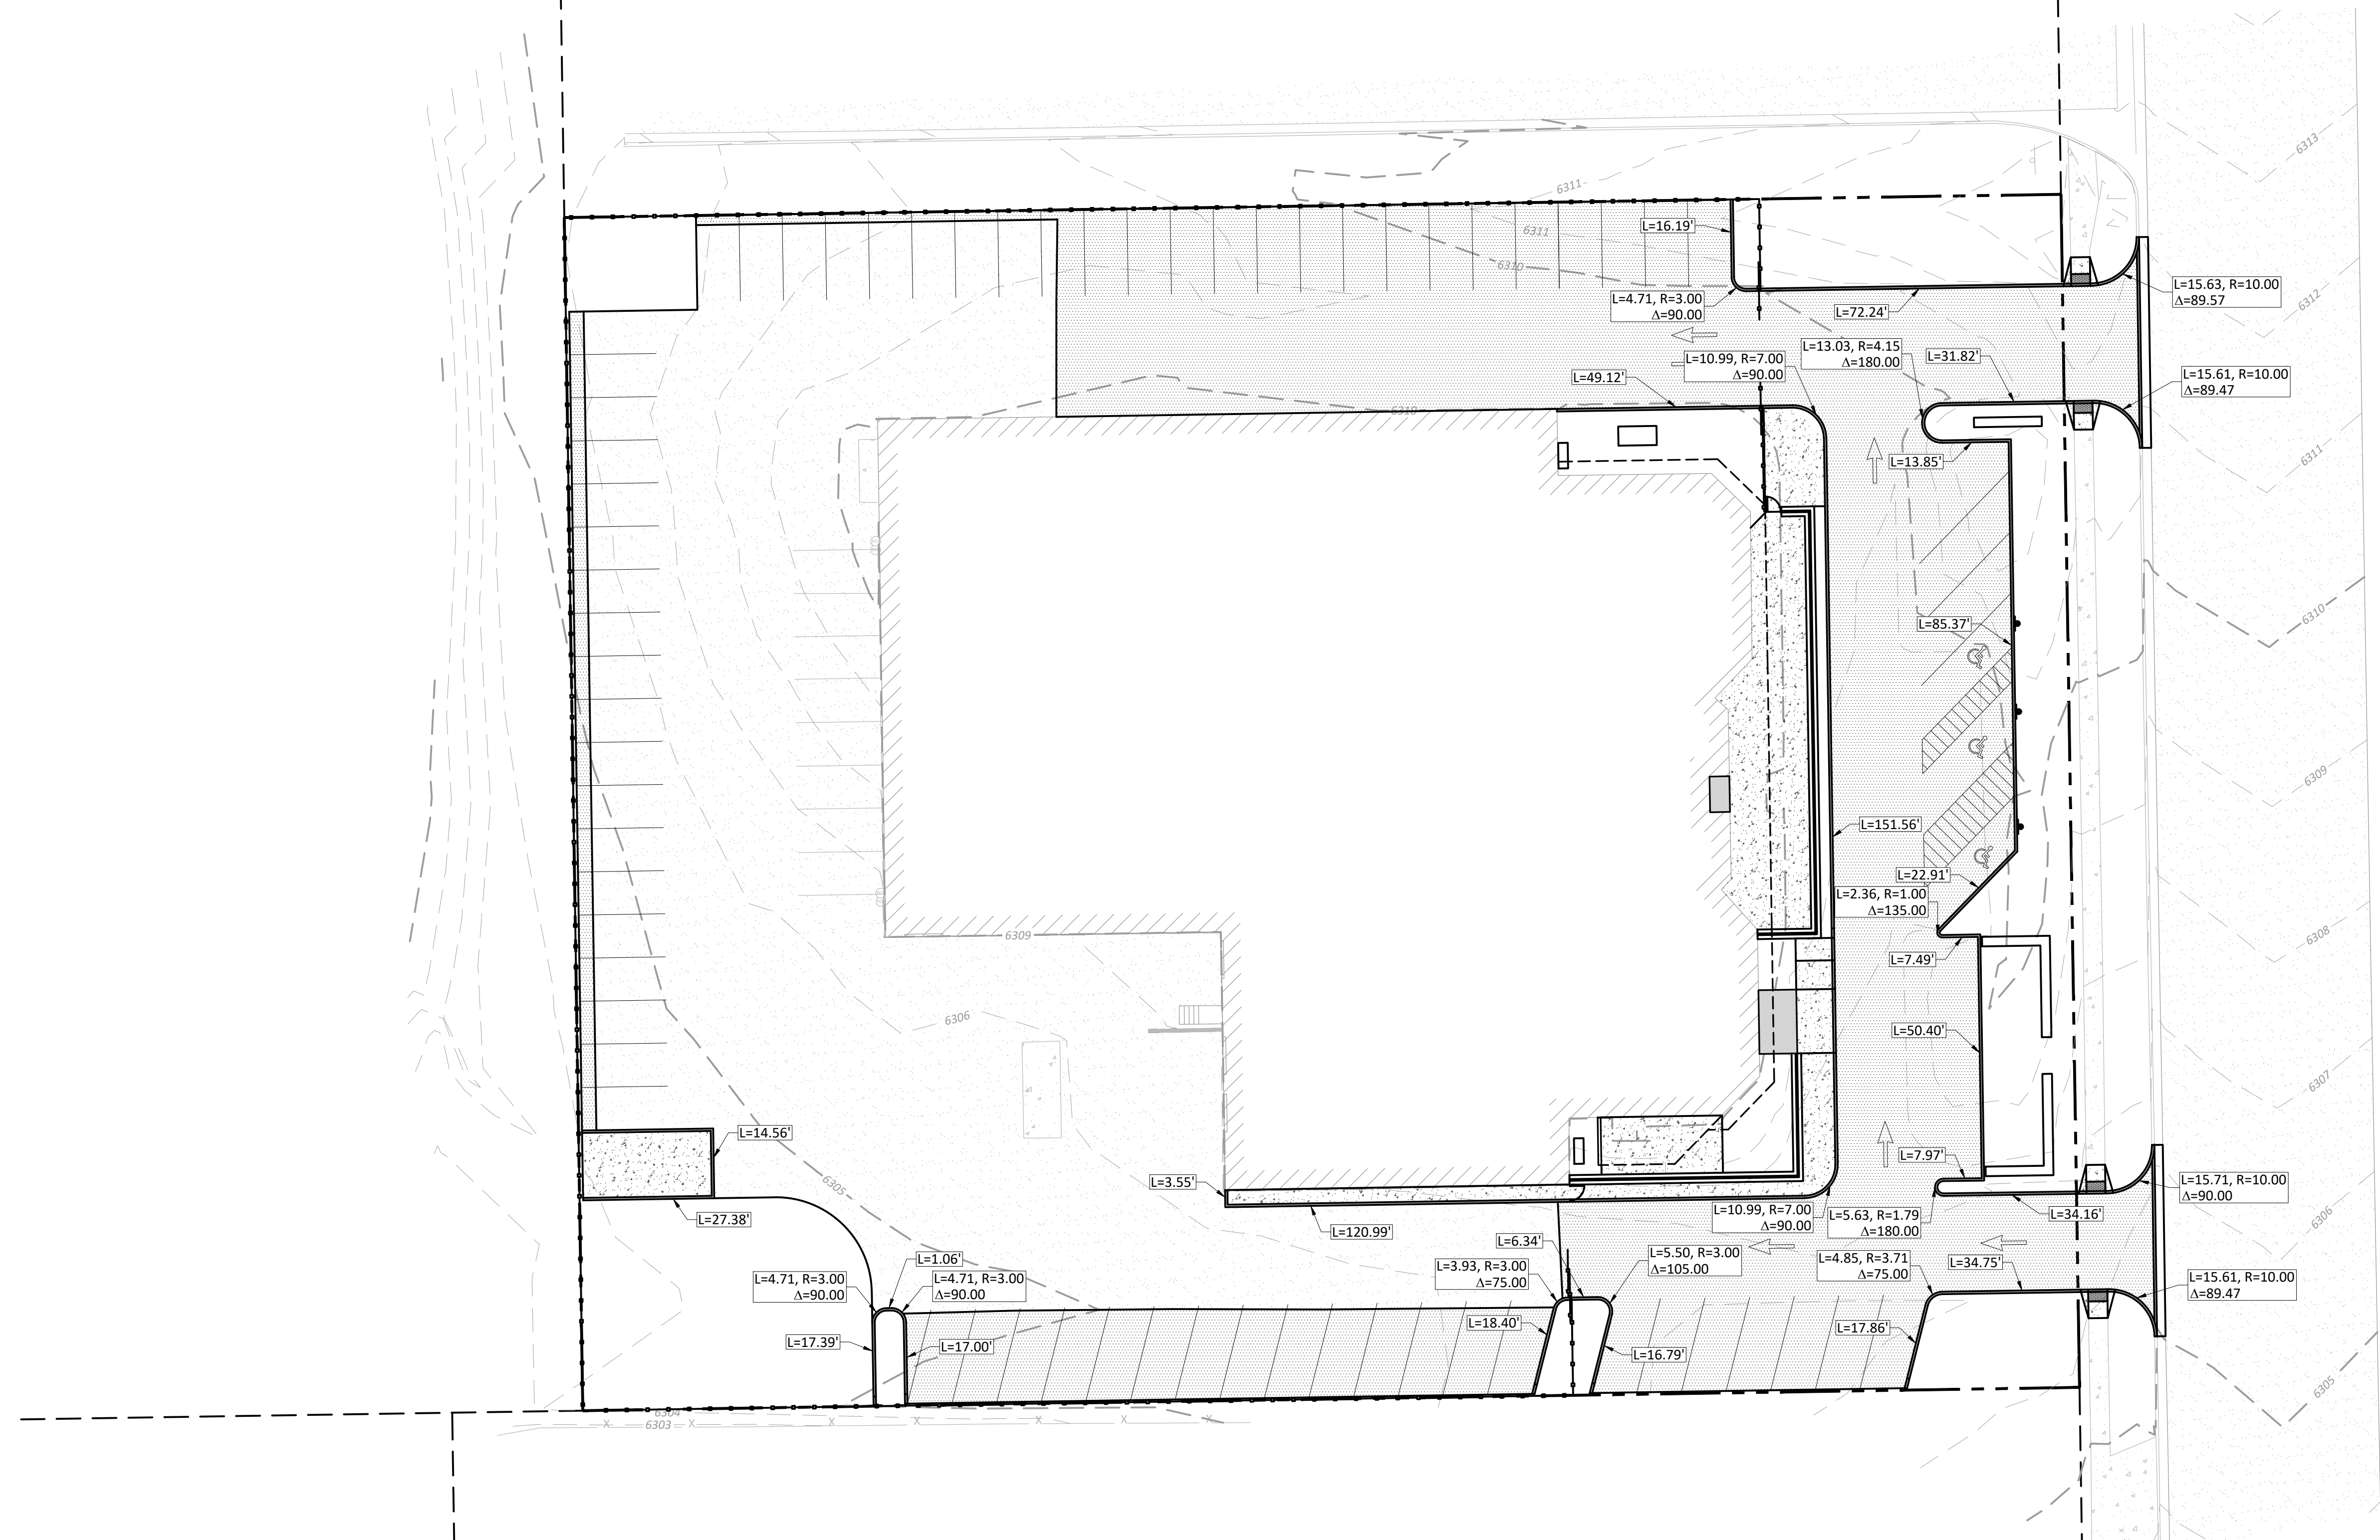 6313
6311
L=16.19'
6311
6310
L=15.63, R=10.00
Δ=89.57
6312
L=4.71, R=3.00
Δ=90.00
L=72.24'
L=13.03, R=4.15
Δ=180.00
L=31.82'
L=10.99, R=7.00
Δ=90.00
L=49.12'
L=15.61, R=10.00
Δ=89.47
6310
L=13.85'
6311
L=85.37'
6310
6309
L=151.56'
L=22.91'
L=2.36, R=1.00
Δ=135.00
6309
6308
L=7.49'
6306
L=50.40'
6307
L=14.56'
L=7.97'
L=3.55'
6305
L=15.71, R=10.00
Δ=90.00
L=27.38'
L=10.99, R=7.00
Δ=90.00
L=5.63, R=1.79
Δ=180.00
L=34.16'
6306
L=120.99'
L=6.34'
L=1.06'
L=5.50, R=3.00
Δ=105.00
L=4.85, R=3.71
Δ=75.00
L=34.75'
L=3.93, R=3.00
Δ=75.00
L=4.71, R=3.00
Δ=90.00
L=4.71, R=3.00
Δ=90.00
L=15.61, R=10.00
Δ=89.47
L=18.40'
L=17.86'
L=17.39'
L=17.00'
L=16.79'
6305
6304
6303
X X X X X X X